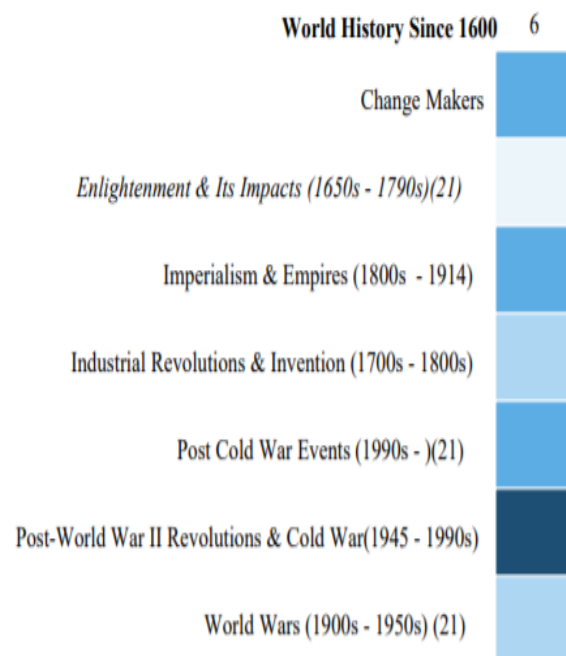 World History Since 1600 6
Change Makers
Enlightenment & Its Impacts (1650s - 1790s)(21)
Imperialism & Empires (1800s - 1914)
Industrial Revolutions & Invention (1700s - 1800s)
Post Cold War Events (1990s - )(21)
Post-World War II Revolutions & Cold War(1945 - 1990s)
World Wars (1900s - 1950s) (21)